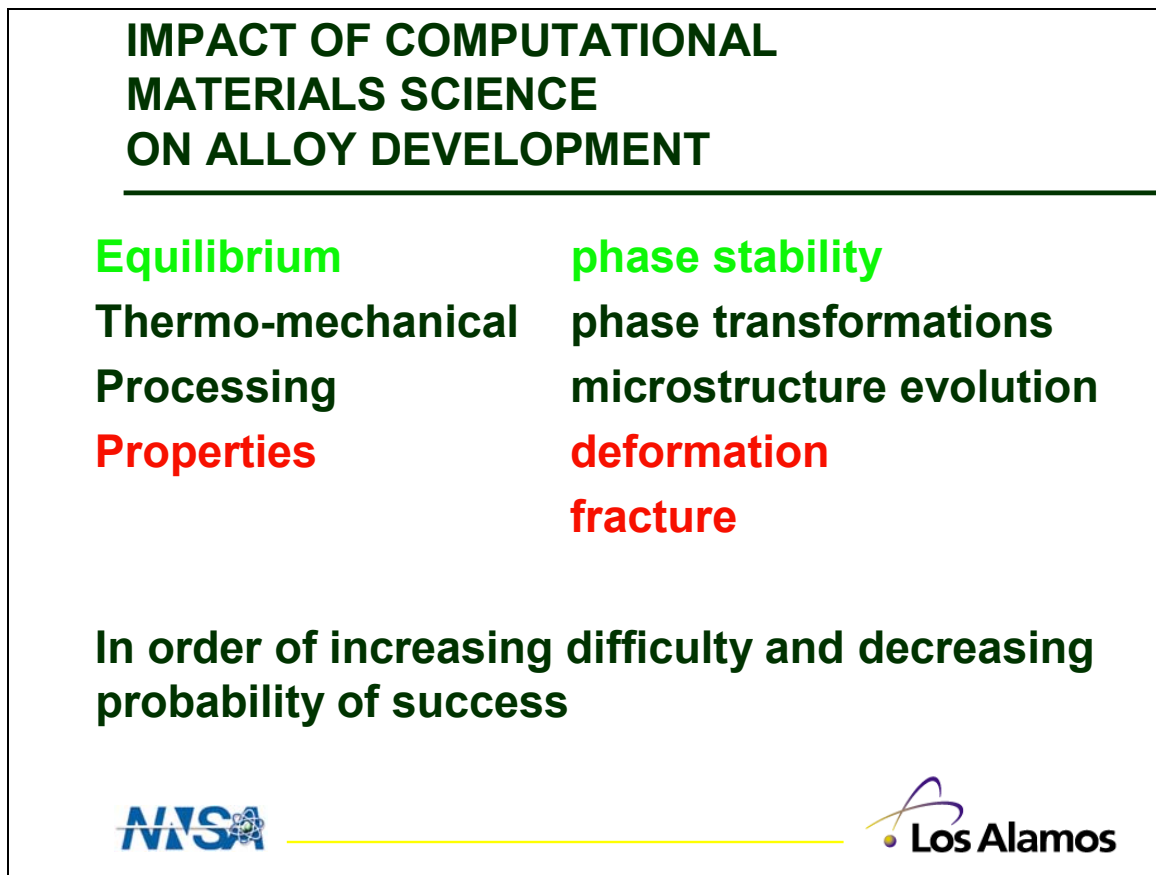 IMPACT OF COMPUTATIONAL
MATERIALS SCIENCE
ON ALLOY DEVELOPMENT
Equilibrium phase stability
Thermo-mechanical phase transformations
Processing microstructure evolution
Properties deformation
fracture
In order of increasing difficulty and decreasing
probability of success
NNSA
Los Alamos